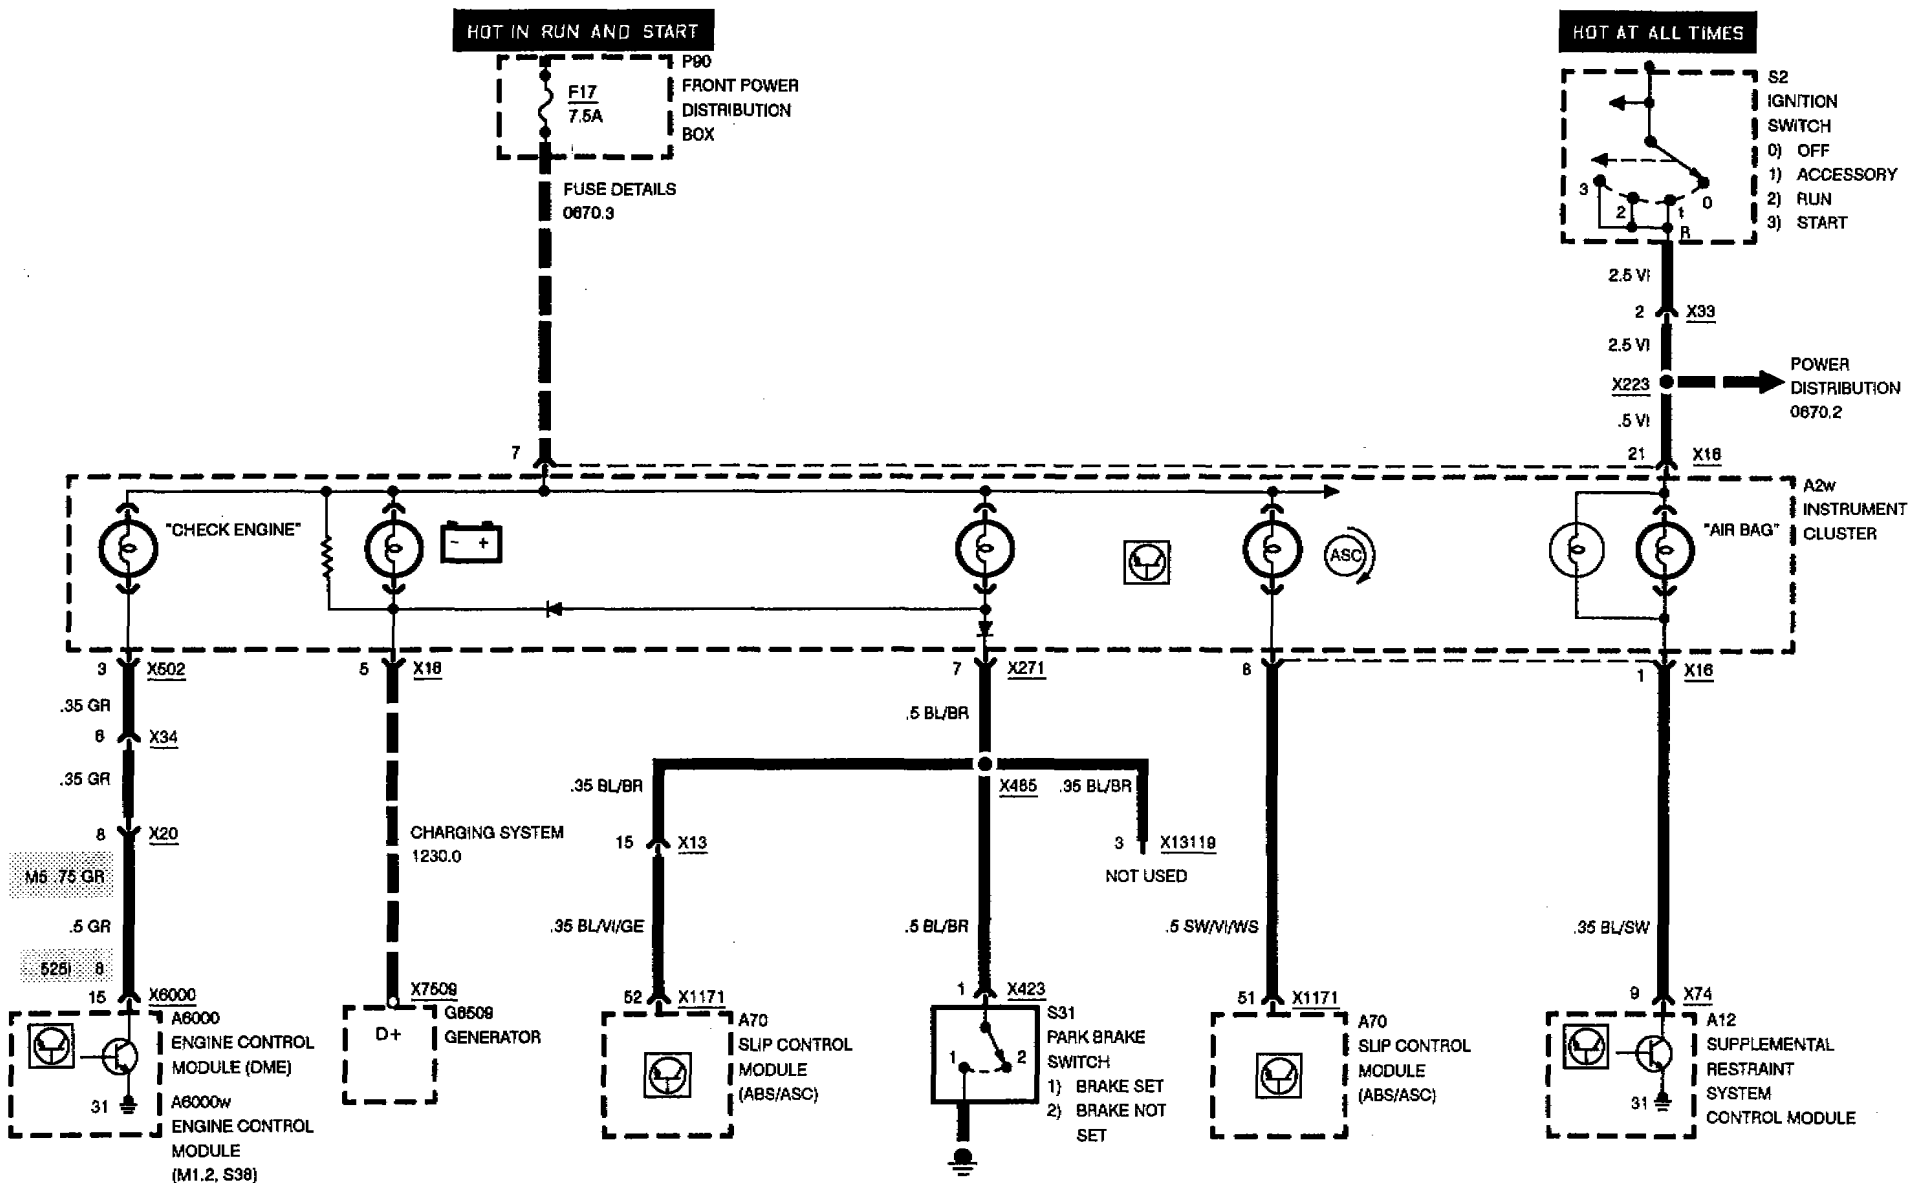 HOT IN RUN AND START
HOT AT ALL TIMES
P90
FRONT POWER
DISTRIBUTION
BOX
F17
7.5A
FUSE DETAILS
0670.3
S2
IGNITION
SWITCH
0) OFF
1) ACCESSORY
2) RUN
3) START
3
2
1
0
R
2.5 VI
2
X33
2.5 VI
X223
POWER
DISTRIBUTION
0670.2
.5 VI
7
21
X16
A2w
INSTRUMENT
CLUSTER
"CHECK ENGINE"
- +
ASC
"AIR BAG"
3
X502
5
X16
7
X271
8
1
X16
.35 GR
6
X34
.35 GR
8
X20
M5 .75 GR
.5 GR
525i 8
15
X6000
CHARGING SYSTEM
1230.0
X7509
.5 BL/BR
.35 BL/BR
X485
.35 BL/BR
15
X13
3
X13119
NOT USED
.35 BL/VI/GE
.5 BL/BR
.5 SW/VI/WS
.35 BL/SW
52
X1171
1
X423
51
X1171
9
X74
31
A6000
ENGINE CONTROL
MODULE (DME)
A6000w
ENGINE CONTROL
MODULE
(M1.2, S38)
D+
G6509
GENERATOR
A70
SLIP CONTROL
MODULE
(ABS/ASC)
1
2
S31
PARK BRAKE
SWITCH
1) BRAKE SET
2) BRAKE NOT
SET
A70
SLIP CONTROL
MODULE
(ABS/ASC)
31
A12
SUPPLEMENTAL
RESTRAINT
SYSTEM
CONTROL MODULE